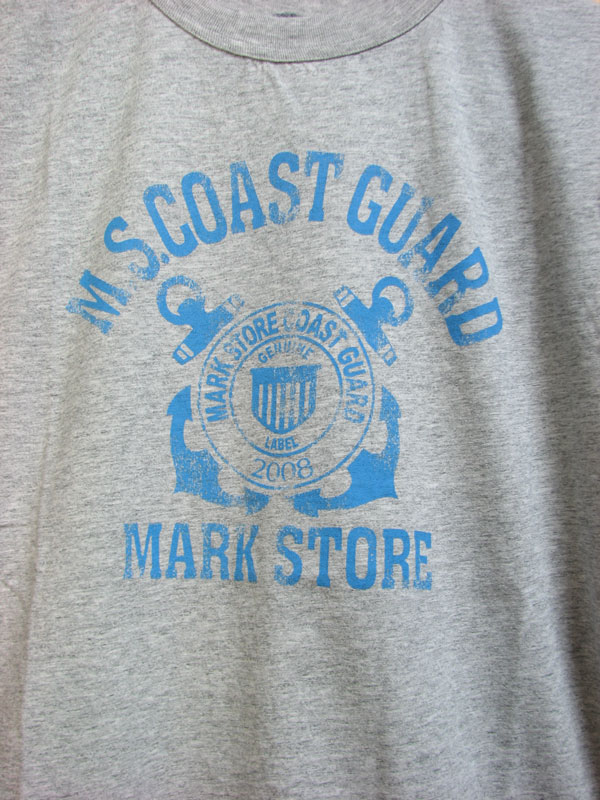 M.S.COAST GUARD
MARK STORE COAST GUARD
GENUINE
LABEL
2008
MARK STORE